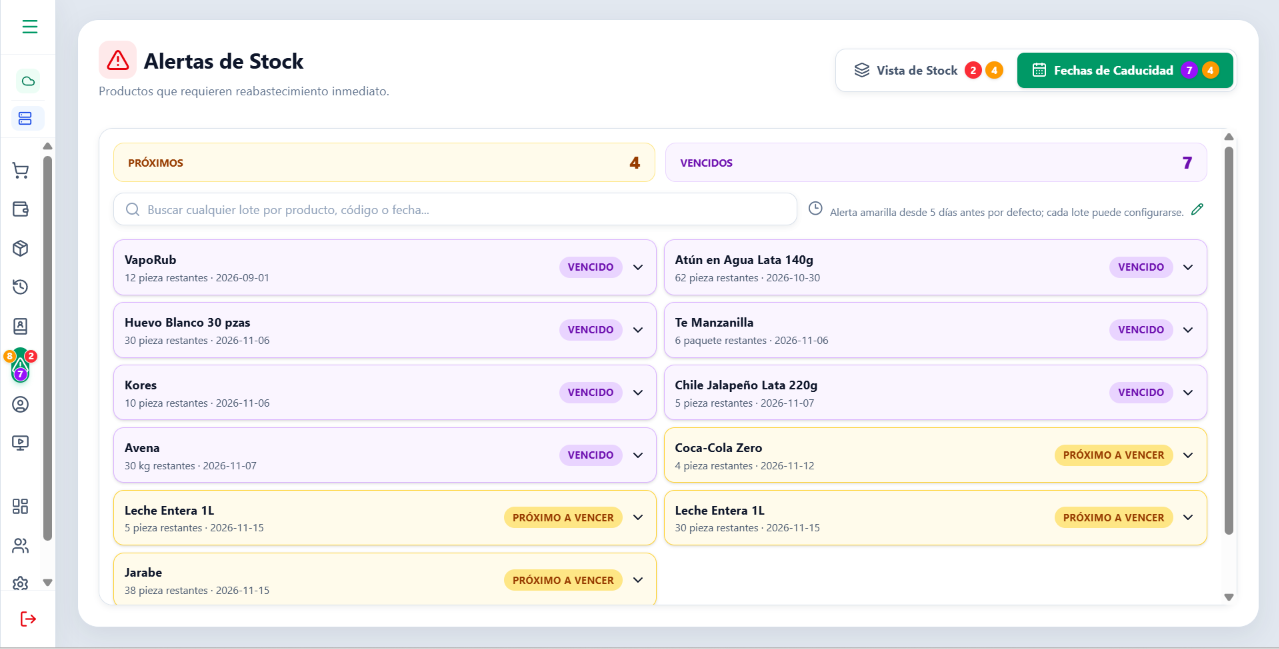 Alertas de Stock
Productos que requieren reabastecimiento inmediato.
Vista de Stock 2 4
Fechas de Caducidad 7 4
PRÓXIMOS 4
VENCIDOS 7
Buscar cualquier lote por producto, código o fecha...
Alerta amarilla desde 5 días antes por defecto; cada lote puede configurarse.
VapoRub
12 pieza restantes · 2026-09-01
VENCIDO
Atún en Agua Lata 140g
62 pieza restantes · 2026-10-30
VENCIDO
Huevo Blanco 30 pzas
30 pieza restantes · 2026-11-06
VENCIDO
Te Manzanilla
6 paquete restantes · 2026-11-06
VENCIDO
Kores
10 pieza restantes · 2026-11-06
VENCIDO
Chile Jalapeño Lata 220g
5 pieza restantes · 2026-11-07
VENCIDO
Avena
30 kg restantes · 2026-11-07
VENCIDO
Coca-Cola Zero
4 pieza restantes · 2026-11-12
PRÓXIMO A VENCER
Leche Entera 1L
5 pieza restantes · 2026-11-15
PRÓXIMO A VENCER
Leche Entera 1L
30 pieza restantes · 2026-11-15
PRÓXIMO A VENCER
Jarabe
38 pieza restantes · 2026-11-15
PRÓXIMO A VENCER
8 2
7